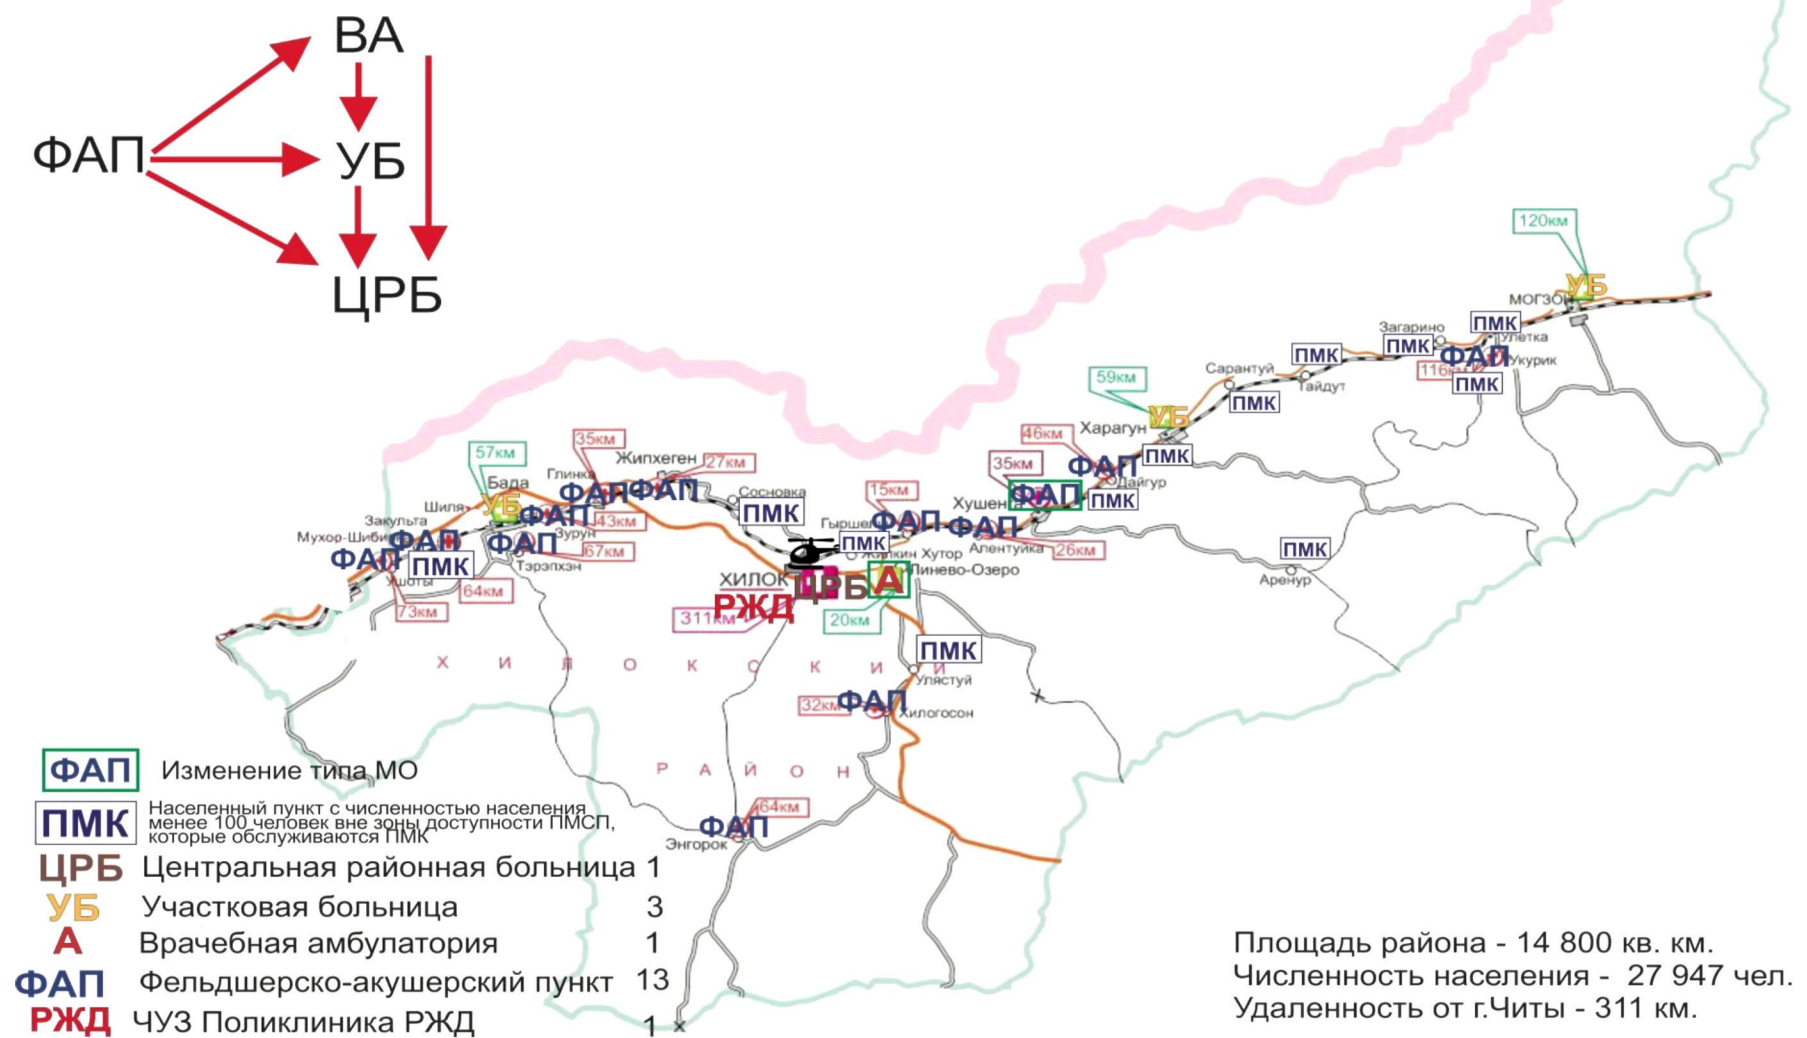 ВА
ФАП
УБ
ЦРБ
120км
УБ
МОГЗОН
ПМК
Улетка
Загарино
ПМК
ФАП
Укурик
116км
ПМК
ПМК
Гайдут
Сарантуй
ПМК
59км
УБ
Харагун
ПМК
46км
ФАП
Дайгур
ПМК
35км
ФАП
Хушенга
15км
ФАП
Гыршелун
ФАП
Алентуйка
26км
ПМК
Жилкин Хутор
Линево-Озеро
А
20км
ПМК
Аренур
35км
Глинка
ФАП
Жипхеген
27км
ФАП
Сосновка
ПМК
57км
Бада
УБ
Шиля
ФАП
43км
Зурун
ФАП
67км
Тэрэпхэн
Закульта
ФАП
Мухор-Шибирь
ФАП
ПМК
Ушоты
64км
73км
ХИЛОК
ЦРБ
РЖД
311км
ХИЛОКСКИЙ
РАЙОН
ПМК
Улястуй
32км
ФАП
Хилогосон
64км
ФАП
Энгорок
ФАП Изменение типа МО
ПМК Населенный пункт с численностью населения
менее 100 человек вне зоны доступности ПМСП,
которые обслуживаются ПМК
ЦРБ Центральная районная больница 1
УБ Участковая больница 3
А Врачебная амбулатория 1
ФАП Фельдшерско-акушерский пункт 13
РЖД ЧУЗ Поликлиника РЖД 1
Площадь района - 14 800 кв. км.
Численность населения - 27 947 чел.
Удаленность от г.Читы - 311 км.